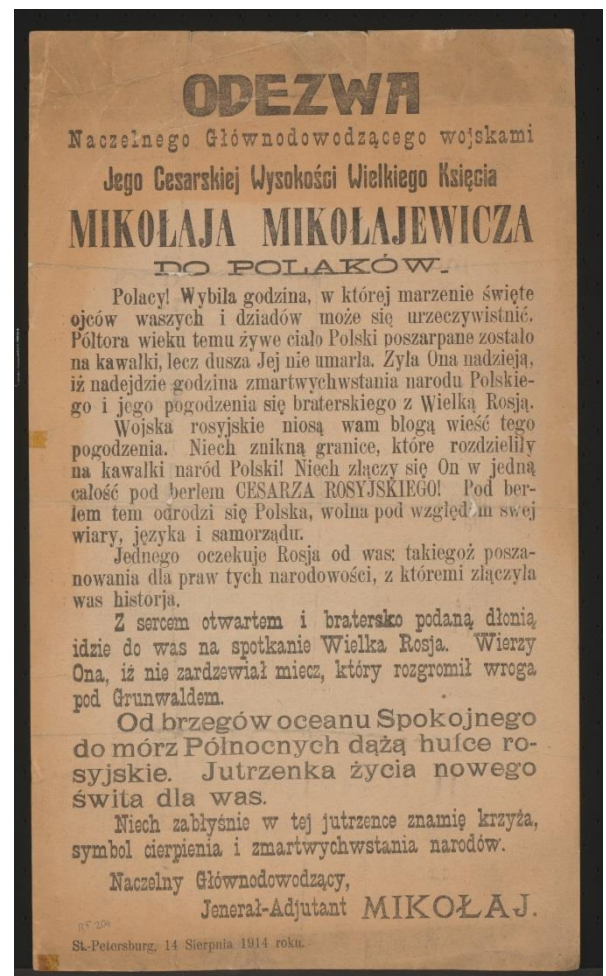 ODEZWA
Naczelnego Głównodowodzącego wojskami
Jego Cesarskiej Wysokości Wielkiego Księcia
MIKOŁAJA MIKOŁAJEWICZA
DO POLAKÓW.
Polacy! Wybiła godzina, w której marzenie święte
ojców waszych i dziadów może się urzeczywistnić.
Półtora wieku temu żywe ciało Polski poszarpane zostało
na kawałki, lecz dusza Jej nie umarła. Żyła Ona nadzieją,
iż nadejdzie godzina zmartwychwstania narodu Polskie-
go i jego pogodzenia się braterskiego z Wielką Rosją.
Wojska rosyjskie niosą wam błogą wieść tego
pogodzenia. Niech znikną granice, które rozdzieliły
na kawałki naród Polski! Niech złączy się On w jedną
całość pod berłem CESARZA ROSYJSKIEGO! Pod ber-
łem tem odrodzi się Polska, wolna pod względem swej
wiary, języka i samorządu.
Jednego oczekuje Rosja od was: takiegoż posza-
nowania dla praw tych narodowości, z któremi złączyła
was historja.
Z sercem otwartem i bratersko podaną dłonią
idzie do was na spotkanie Wielka Rosja. Wierzy
Ona, iż nie zardzewiał miecz, który rozgromił wroga
pod Grunwaldem.
Od brzegów oceanu Spokojnego
do mórz Północnych dążą hufce ro-
syjskie. Jutrzenka życia nowego
świta dla was.
Niech zabłyśnie w tej jutrzence znamię krzyża,
symbol cierpienia i zmartwychwstania narodów.
Naczelny Głównodowodzący,
Jenerał-Adjutant MIKOŁAJ.
St.-Petersburg, 14 Sierpnia 1914 roku.